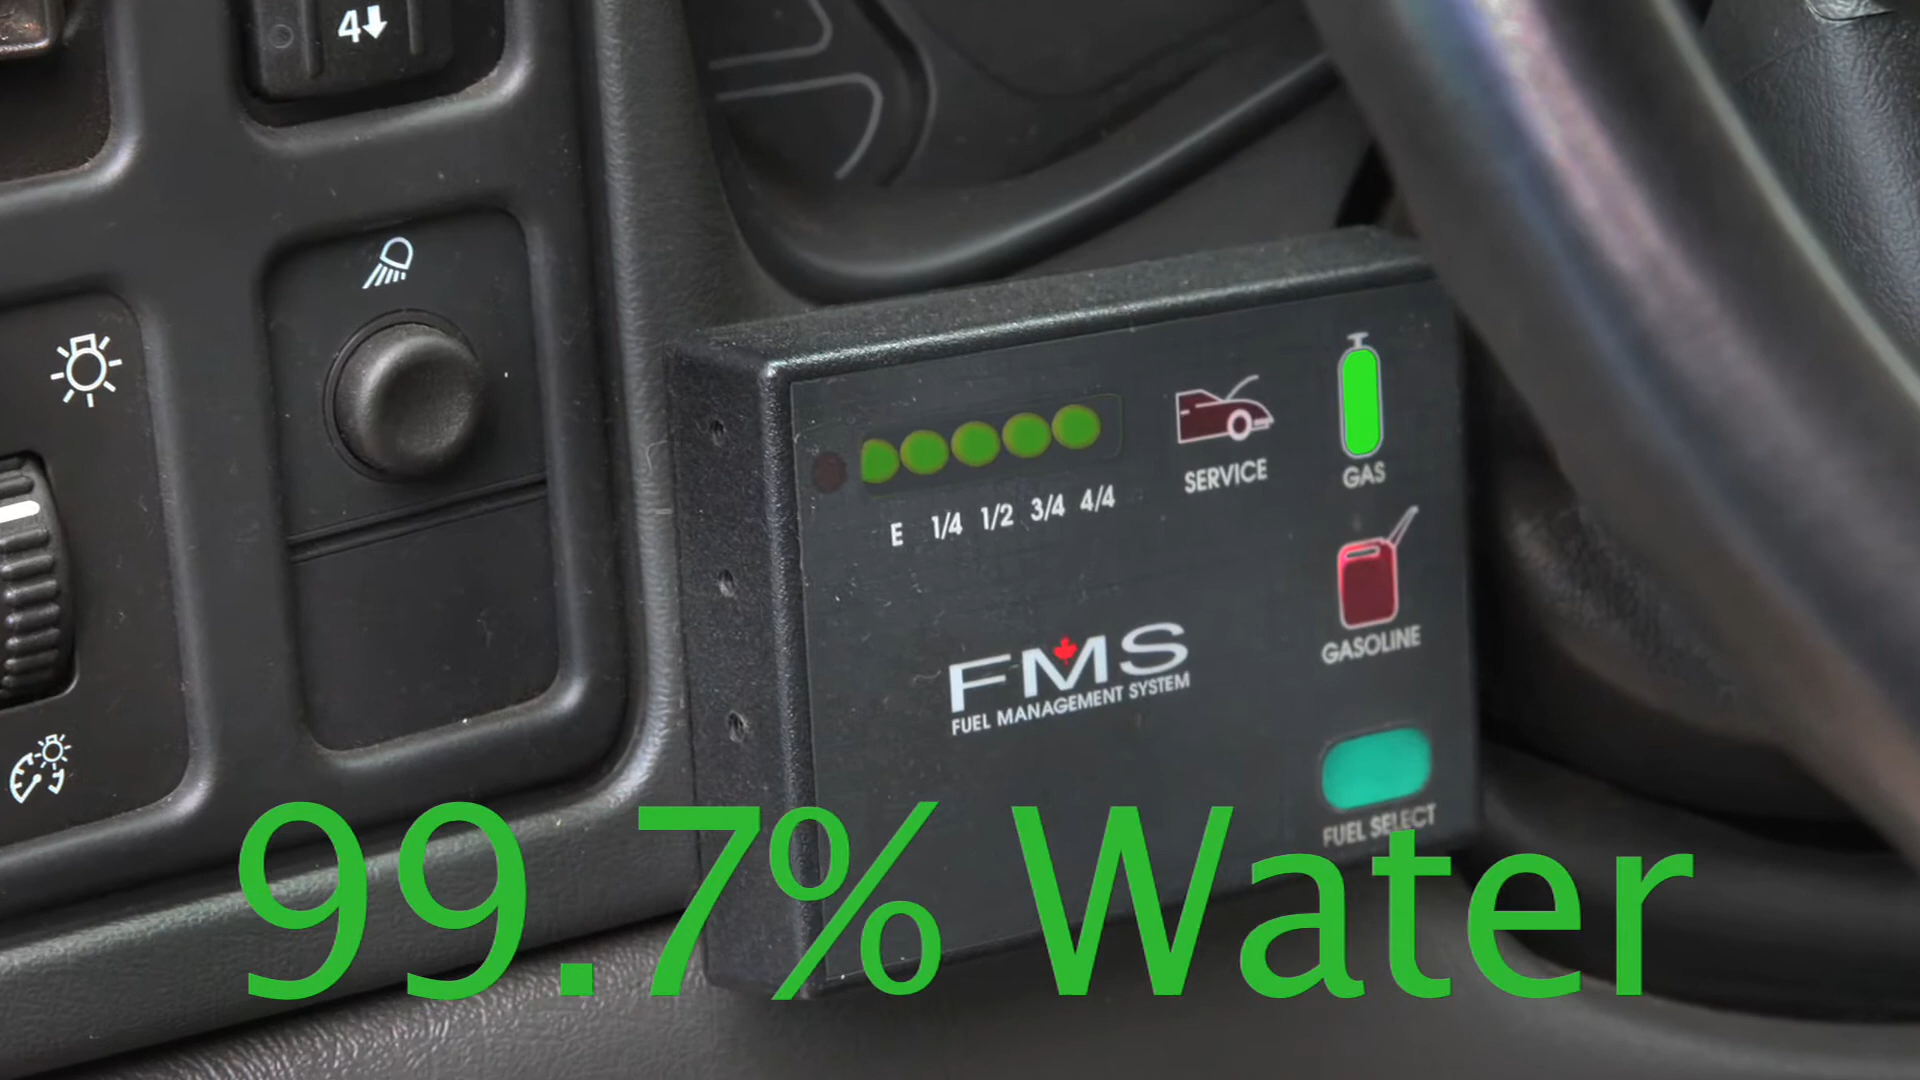 4
SERVICE
GAS
E 1/4 1/2 3/4 4/4
GASOLINE
FMS
FUEL MANAGEMENT SYSTEM
FUEL SELECT
99.7% Water